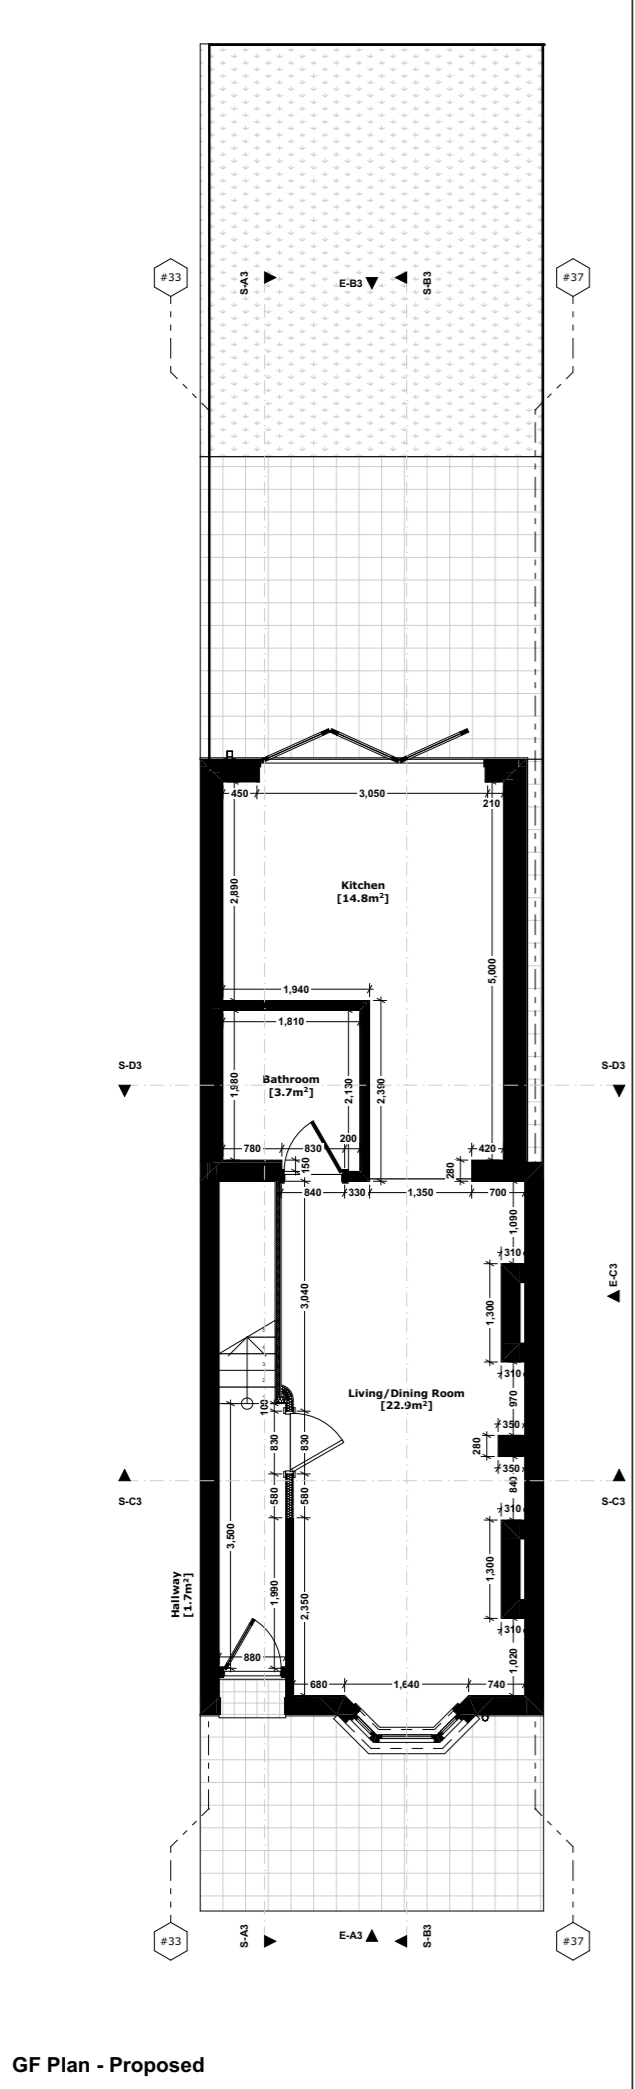 #33
S-A3
E-B3
S-B3
#37
450
3,050
210
2,890
Kitchen
[14.8m²]
5,000
1,940
1,810
S-D3
1,980
Bathroom
[3.7m²]
2,130
2,390
S-D3
780
830
200
420
150
280
840
330
1,350
700
1,090
310
3,040
1,300
E-C3
310
Living/Dining Room
[22.9m²]
970
100
350
830
830
280
350
S-C3
580
580
840
S-C3
310
3,500
1,300
Hallway
[1.7m²]
1,990
2,350
310
880
1,020
680
1,640
740
#33
S-A3
E-A3
S-B3
#37
GF Plan - Proposed